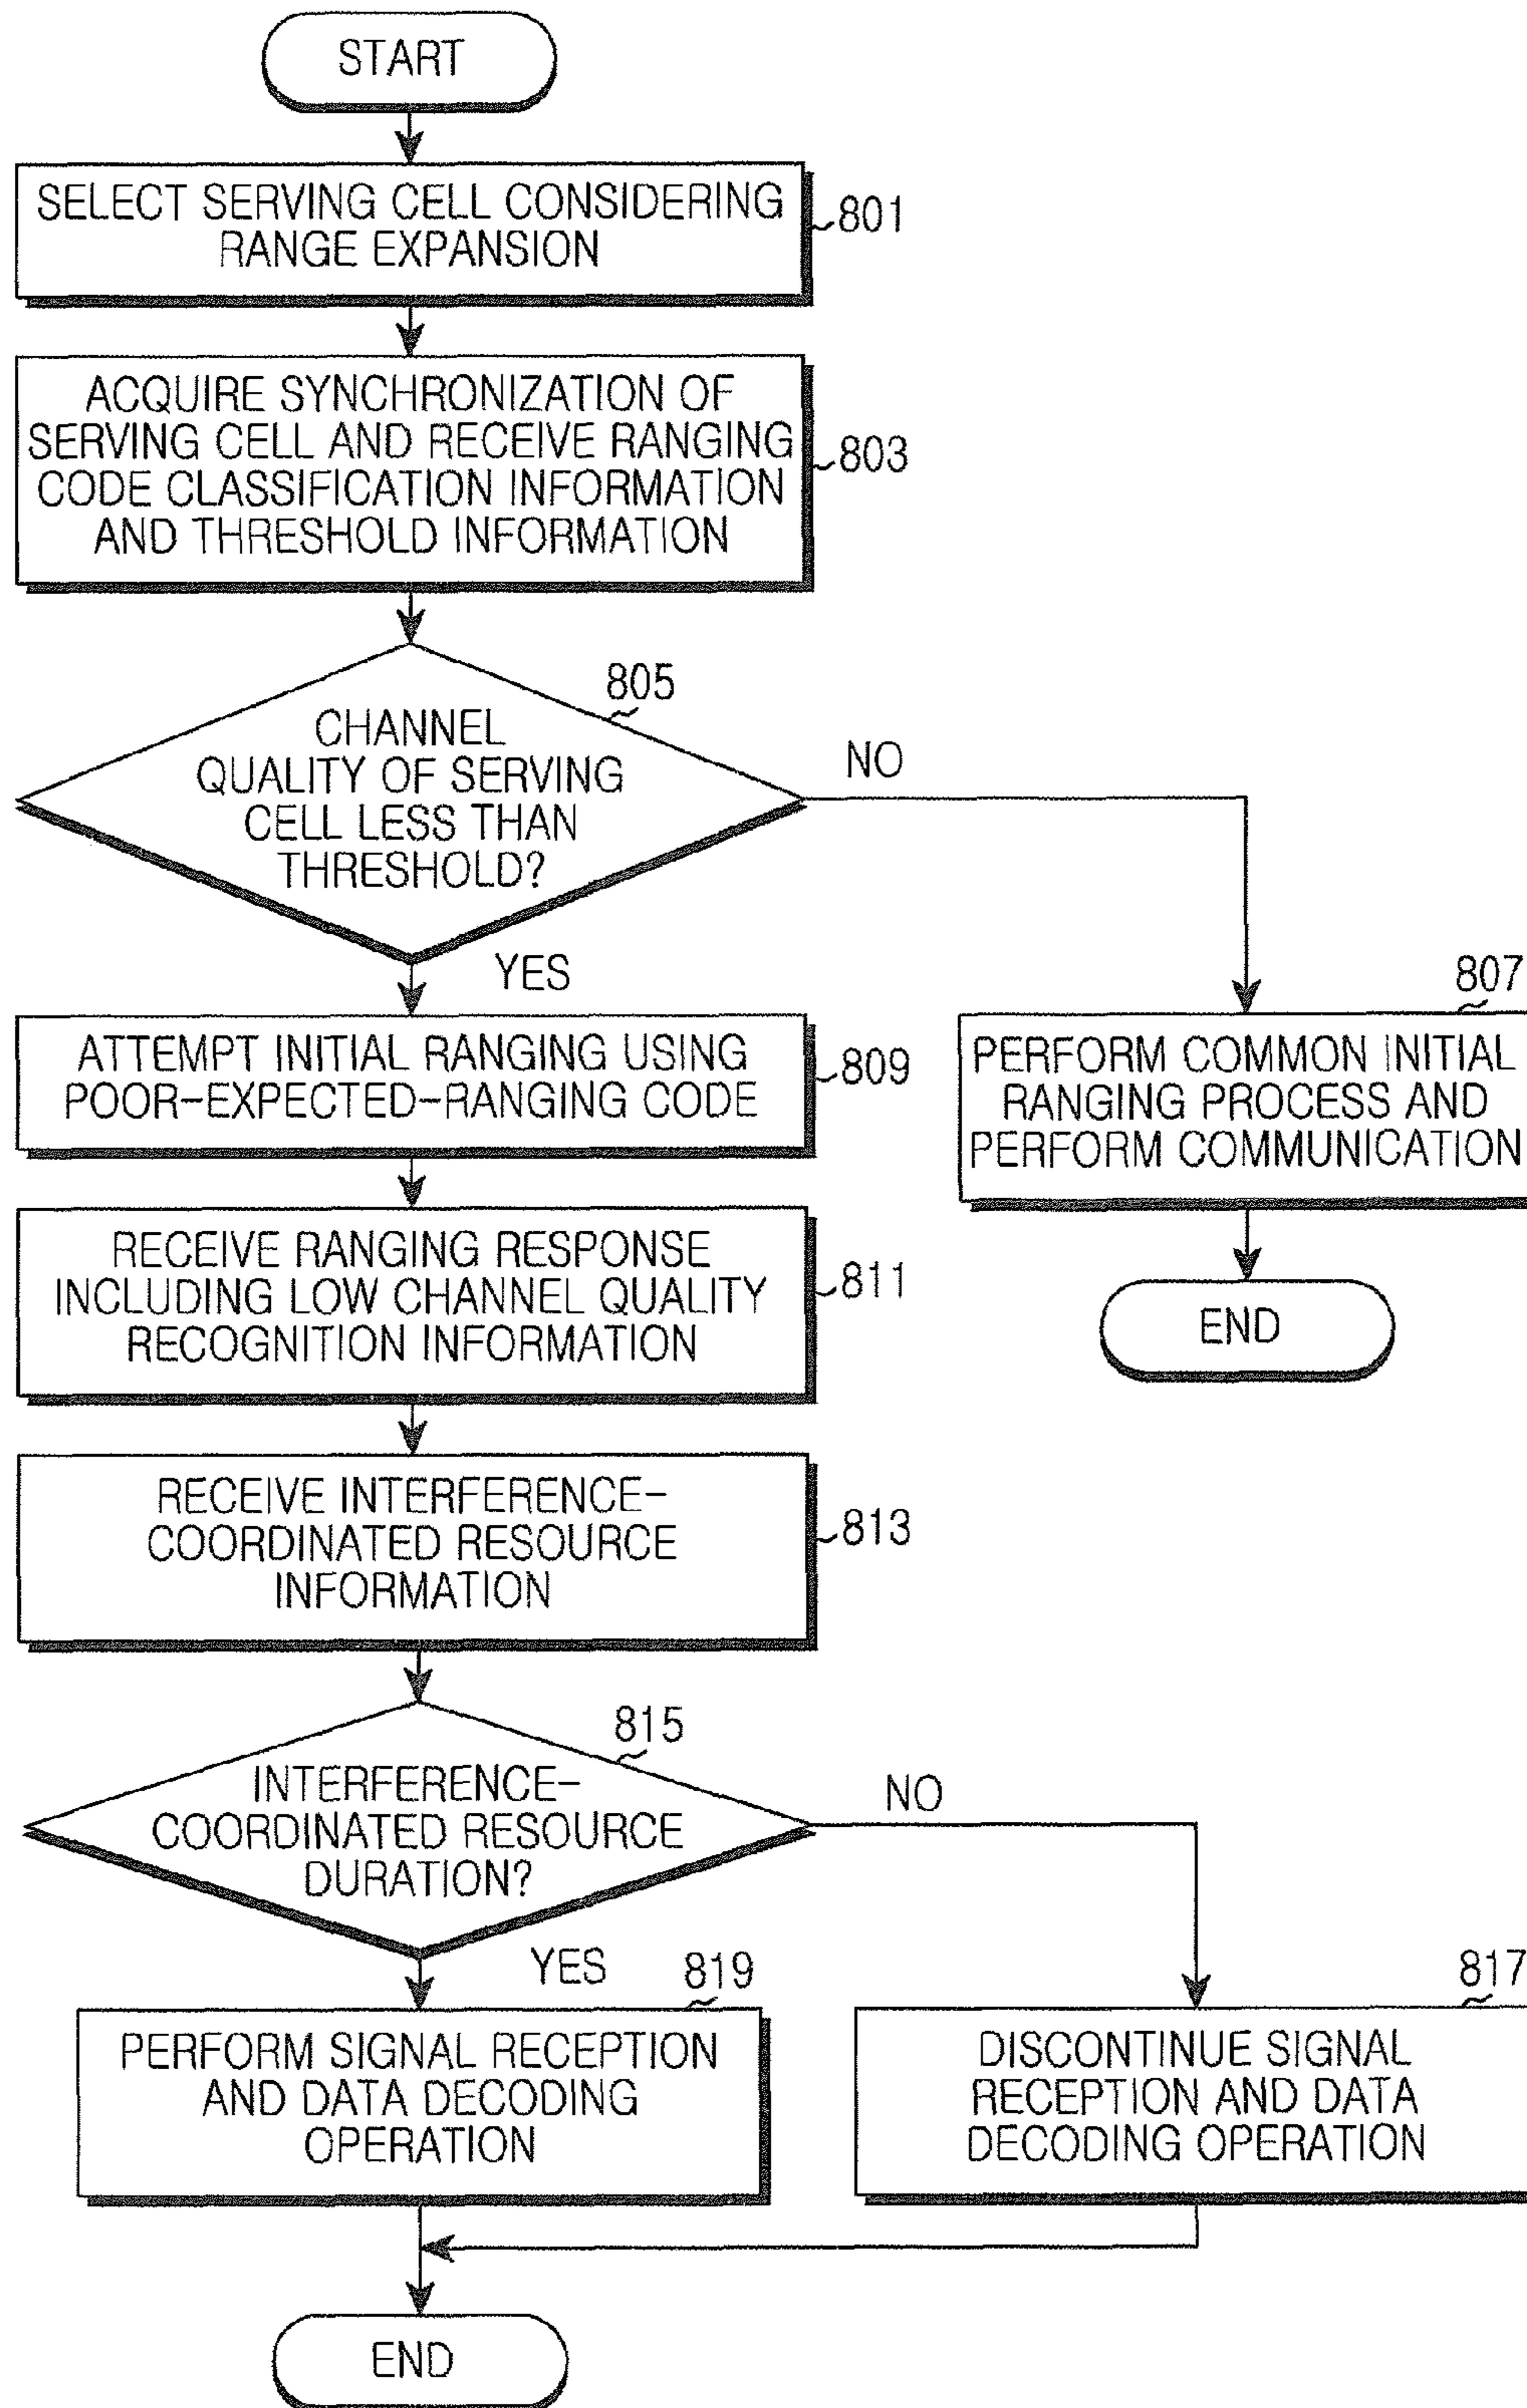 START
SELECT SERVING CELL CONSIDERING
RANGE EXPANSION
801
ACQUIRE SYNCHRONIZATION OF
SERVING CELL AND RECEIVE RANGING
CODE CLASSIFICATION INFORMATION
AND THRESHOLD INFORMATION
803
805
CHANNEL
QUALITY OF SERVING
CELL LESS THAN
THRESHOLD?
NO
YES
807
PERFORM COMMON INITIAL
RANGING PROCESS AND
PERFORM COMMUNICATION
END
ATTEMPT INITIAL RANGING USING
POOR-EXPECTED-RANGING CODE
809
RECEIVE RANGING RESPONSE
INCLUDING LOW CHANNEL QUALITY
RECOGNITION INFORMATION
811
RECEIVE INTERFERENCE-
COORDINATED RESOURCE
INFORMATION
813
815
INTERFERENCE-
COORDINATED RESOURCE
DURATION?
NO
YES
819
PERFORM SIGNAL RECEPTION
AND DATA DECODING
OPERATION
817
DISCONTINUE SIGNAL
RECEPTION AND DATA
DECODING OPERATION
END